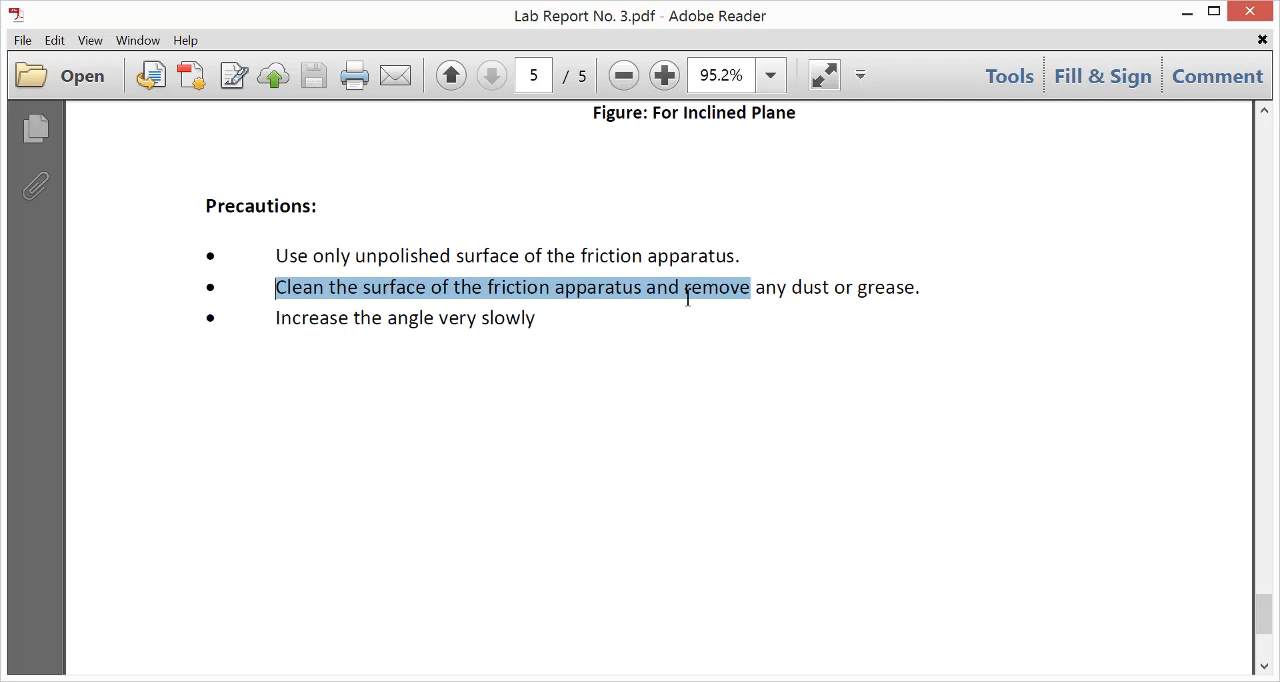 Lab Report No. 3.pdf - Adobe Reader
File Edit View Window Help
Open 5 / 5 95.2% Tools Fill & Sign Comment
Figure: For Inclined Plane
Precautions:
• Use only unpolished surface of the friction apparatus.
• Clean the surface of the friction apparatus and remove any dust or grease.
• Increase the angle very slowly